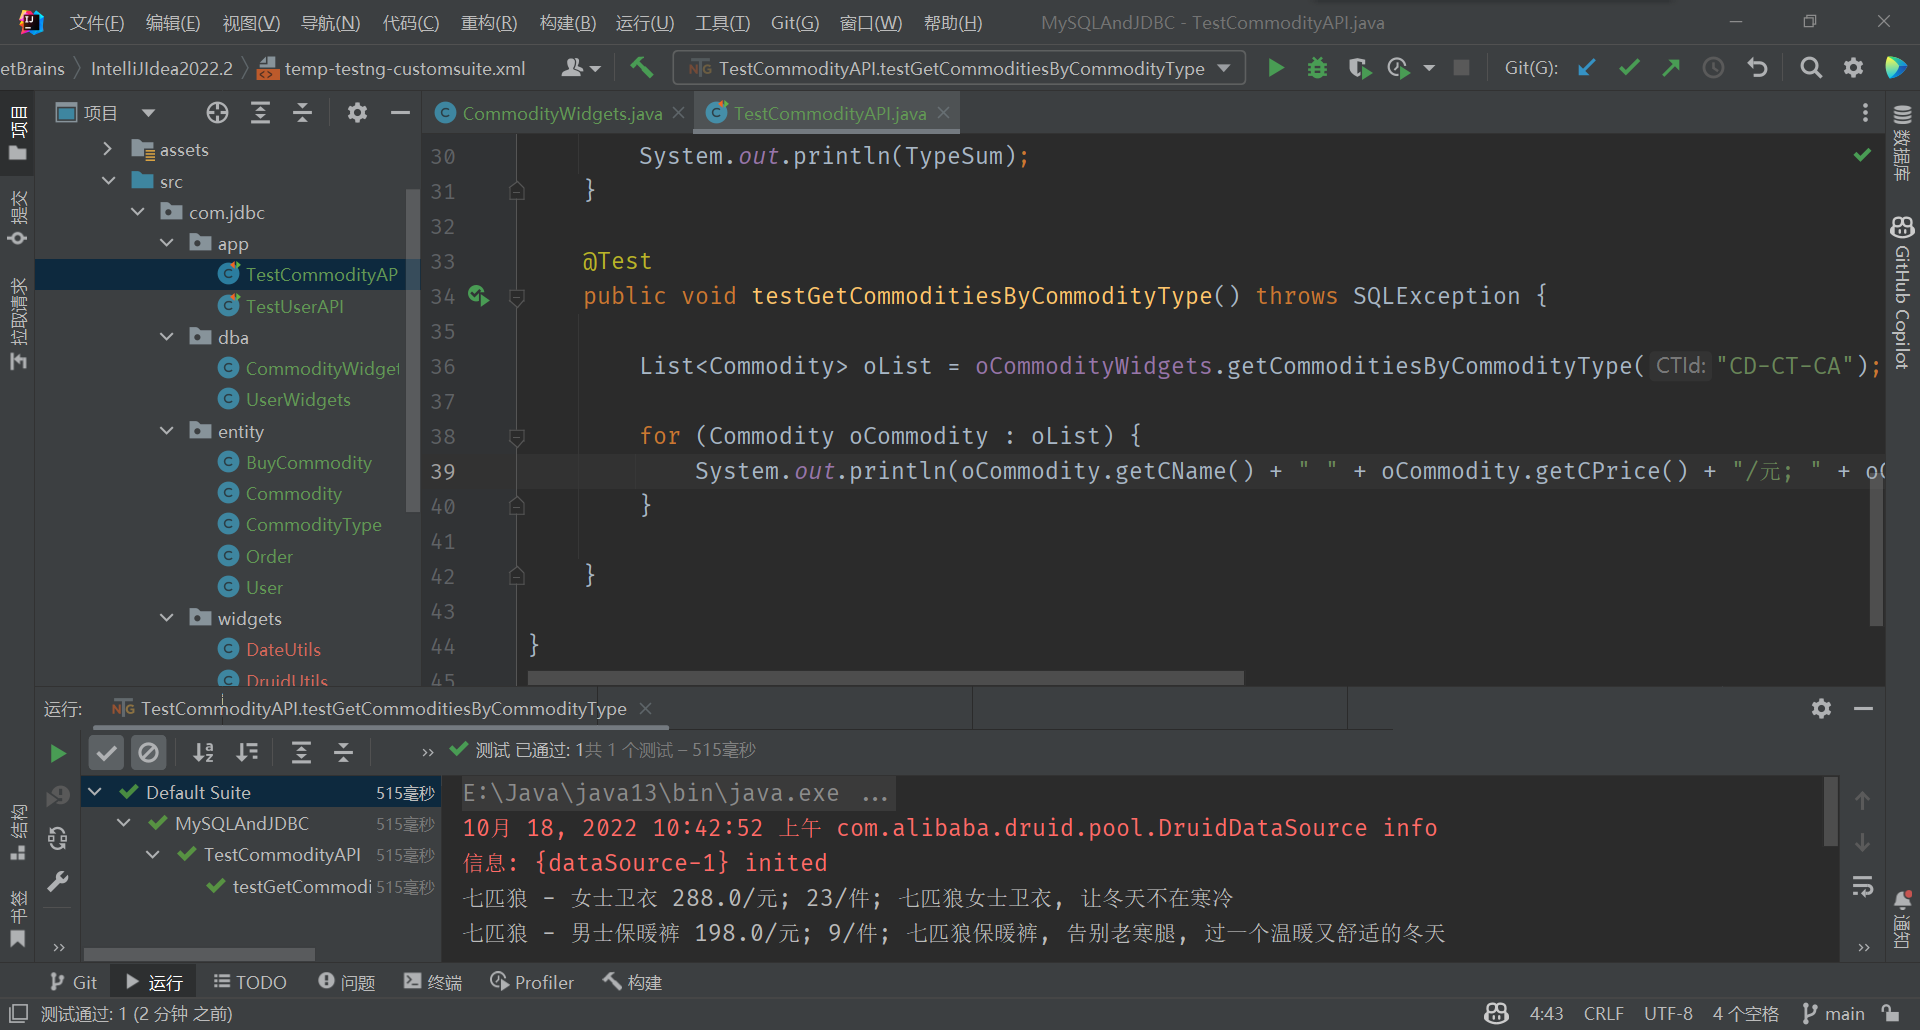 文件(F) 编辑(E) 视图(V) 导航(N) 代码(C) 重构(R) 构建(B) 运行(U) 工具(T) Git(G) 窗口(W) 帮助(H) MySQLAndJDBC - TestCommodityAPI.java
etBrains IntelliJIdea2022.2 temp-testng-customsuite.xml TestCommodityAPI.testGetCommoditiesByCommodityType Git(G):
项目
CommodityWidgets.java TestCommodityAPI.java
assets
src
com.jdbc
app
TestCommodityAP
TestUserAPI
dba
CommodityWidget
UserWidgets
entity
BuyCommodity
Commodity
CommodityType
Order
User
widgets
DateUtils
DruidUtils
项目
提交
拉取请求
结构
书签
30 System.out.println(TypeSum);
31 }
32
33 @Test
34 public void testGetCommoditiesByCommodityType() throws SQLException {
35
36 List<Commodity> oList = oCommodityWidgets.getCommoditiesByCommodityType( CTId: "CD-CT-CA");
37
38 for (Commodity oCommodity : oList) {
39 System.out.println(oCommodity.getCName() + " " + oCommodity.getCPrice() + "/元; " + oC
40 }
41
42 }
43
44 }
45
数据库
GitHub Copilot
通知
运行: TestCommodityAPI.testGetCommoditiesByCommodityType
测试 已通过: 1共 1 个测试 – 515毫秒
Default Suite 515毫秒
MySQLAndJDBC 515毫秒
TestCommodityAPI 515毫秒
testGetCommodi 515毫秒
E:\Java\java13\bin\java.exe ...
10月 18, 2022 10:42:52 上午 com.alibaba.druid.pool.DruidDataSource info
信息: {dataSource-1} inited
七匹狼 - 女士卫衣 288.0/元; 23/件; 七匹狼女士卫衣, 让冬天不在寒冷
七匹狼 - 男士保暖裤 198.0/元; 9/件; 七匹狼保暖裤, 告别老寒腿, 过一个温暖又舒适的冬天
Git 运行 TODO 问题 终端 Profiler 构建
测试通过: 1 (2 分钟 之前) 4:43 CRLF UTF-8 4 个空格 main